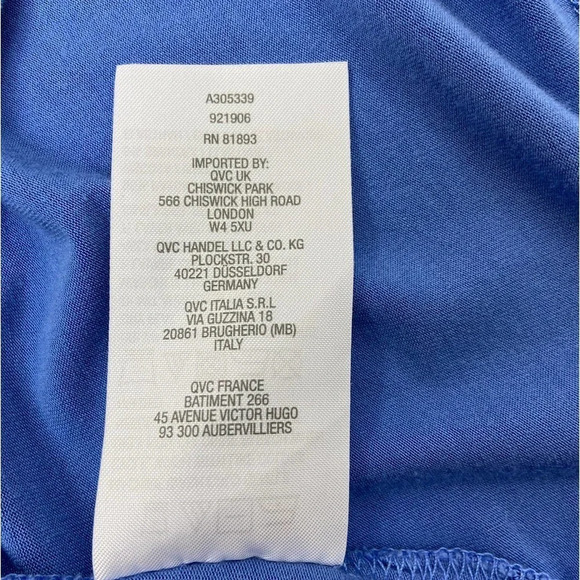 A305339
921906
RN 81893
IMPORTED BY:
QVC UK
CHISWICK PARK
566 CHISWICK HIGH ROAD
LONDON
W4 5XU
QVC HANDEL LLC & CO. KG
PLOCKSTR. 30
40221 DÜSSELDORF
GERMANY
QVC ITALIA S.R.L
VIA GUZZINA 18
20861 BRUGHERIO (MB)
ITALY
QVC FRANCE
BATIMENT 266
45 AVENUE VICTOR HUGO
93 300 AUBERVILLIERS